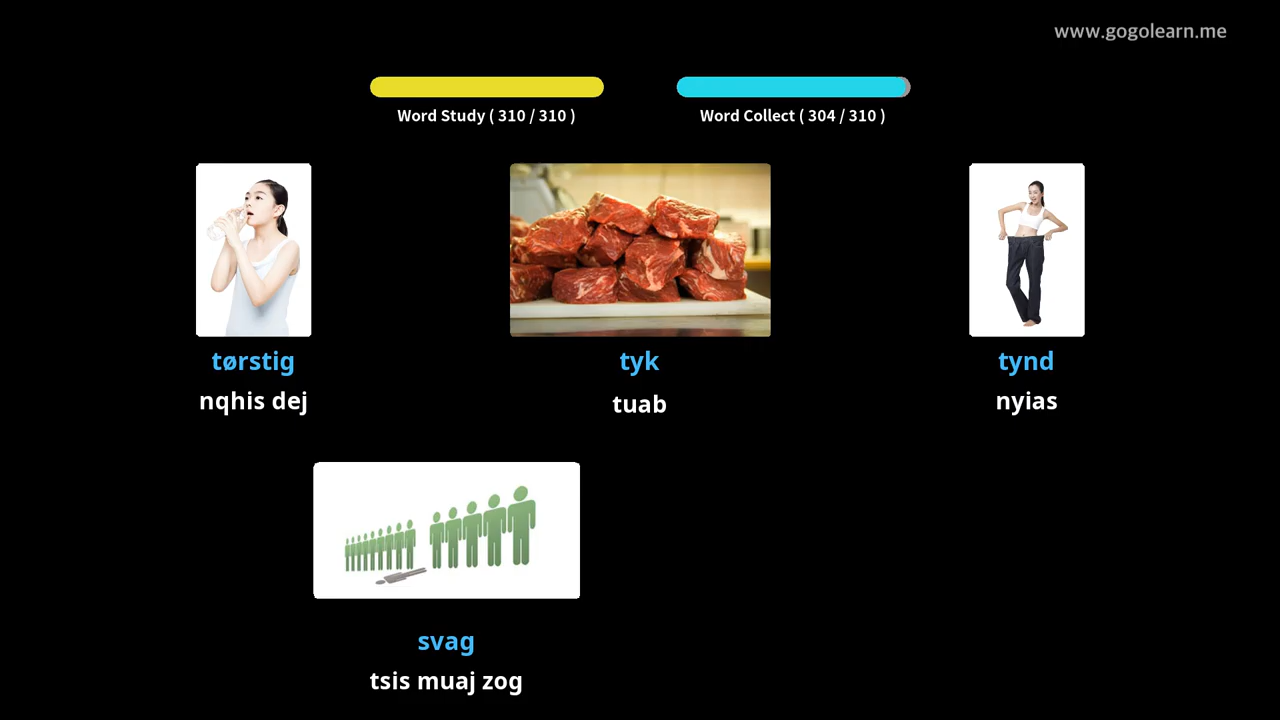 www.gogolearn.me
Word Study ( 310 / 310 )
Word Collect ( 304 / 310 )
tørstig
nqhis dej
tyk
tuab
tynd
nyias
svag
tsis muaj zog